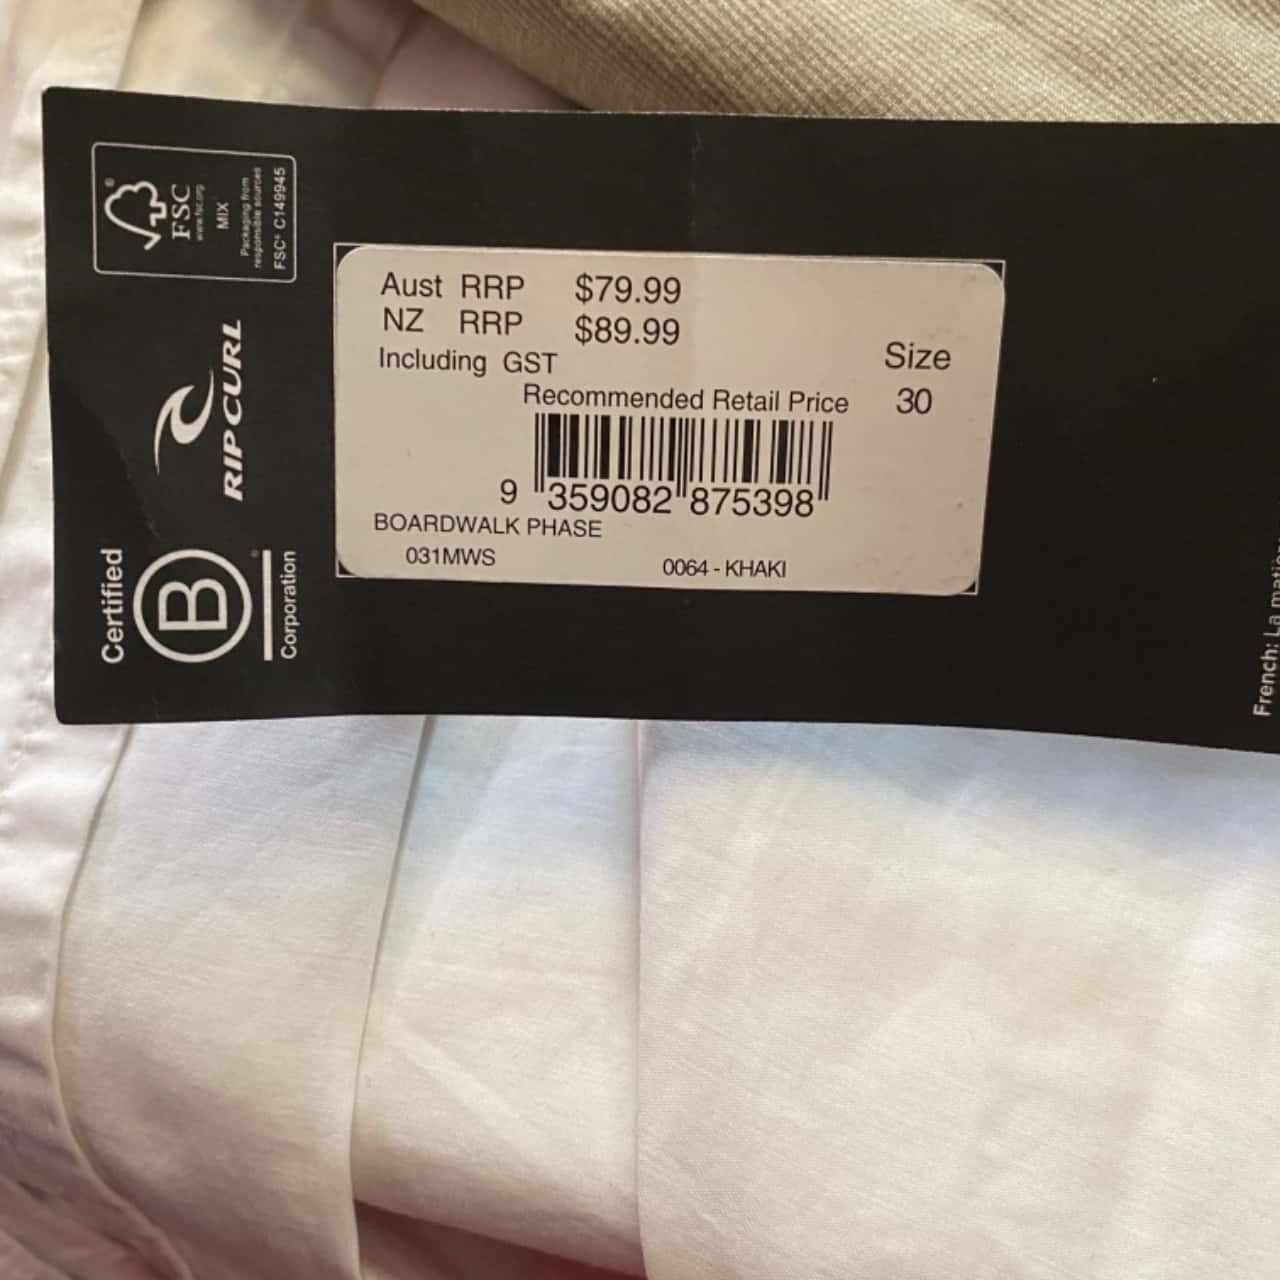 Aust RRP $79.99
NZ RRP $89.99
Including GST
Recommended Retail Price
Size
30
9 359082 875398
BOARDWALK PHASE
031MWS 0064 - KHAKI
FSC
www.fsc.org
MIX
Packaging from
responsible sources
FSC® C149945
RIP CURL
Certified
B
Corporation
French: La